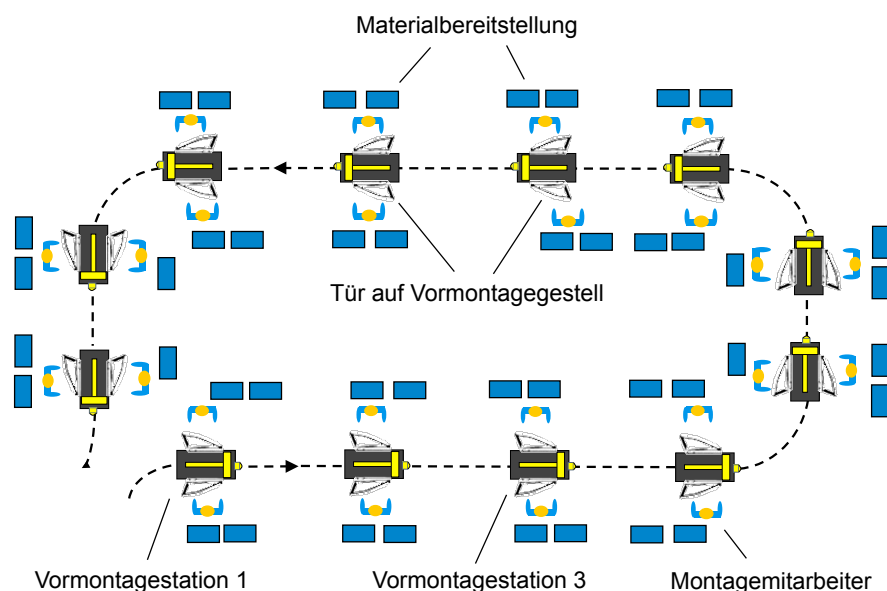 Materialbereitstellung
Tür auf Vormontagegestell
Vormontagestation 1
Vormontagestation 3
Montagemitarbeiter